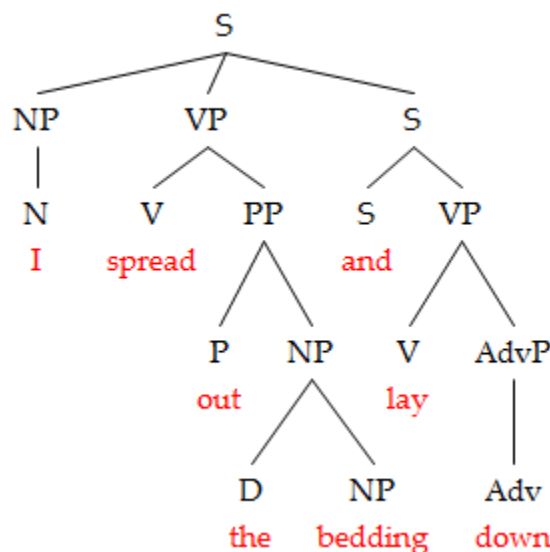 S
NP VP S
N V PP S VP
I spread and
P NP V AdvP
out lay
D NP Adv
the bedding down